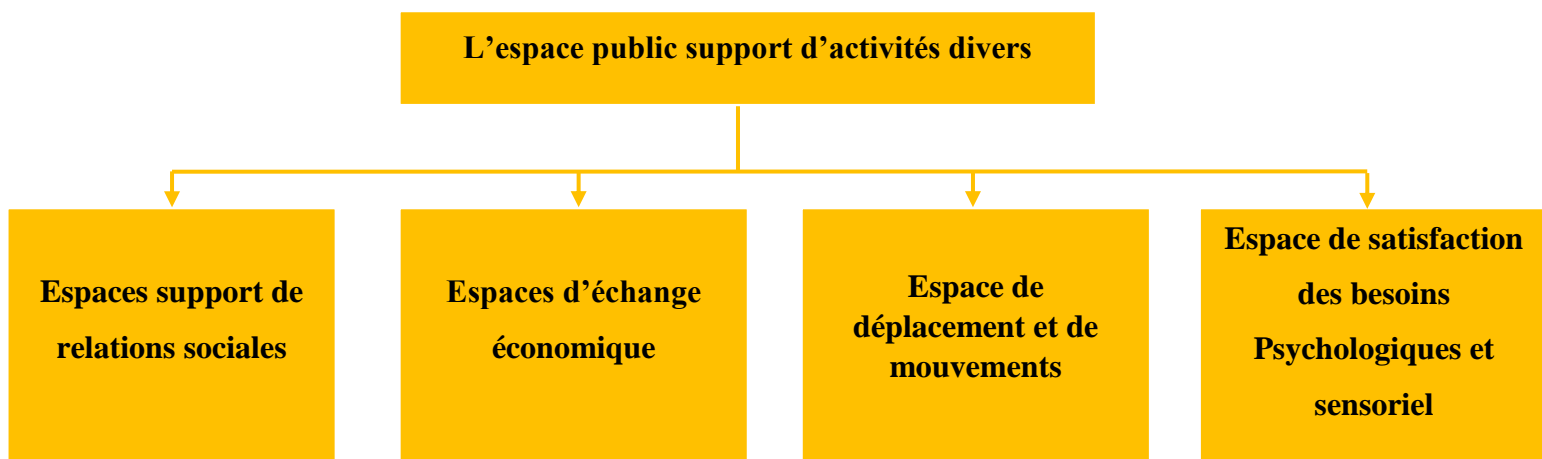 L’espace public support d’activités divers
Espaces support de
relations sociales
Espaces d’échange
économique
Espace de
déplacement et de
mouvements
Espace de satisfaction
des besoins
Psychologiques et
sensoriel